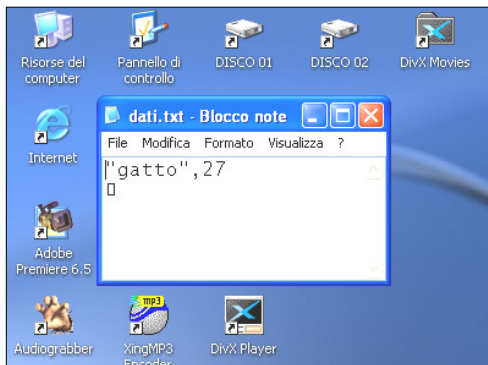 Risorse del computer
Pannello di controllo
DISCO 01
DISCO 02
DivX Movies
Internet
dati.txt - Blocco note
File Modifica Formato Visualizza ?
"gatto",27
Adobe Premiere 6.5
mp3
Audiograbber
XingMP3 Encoder
DivX Player